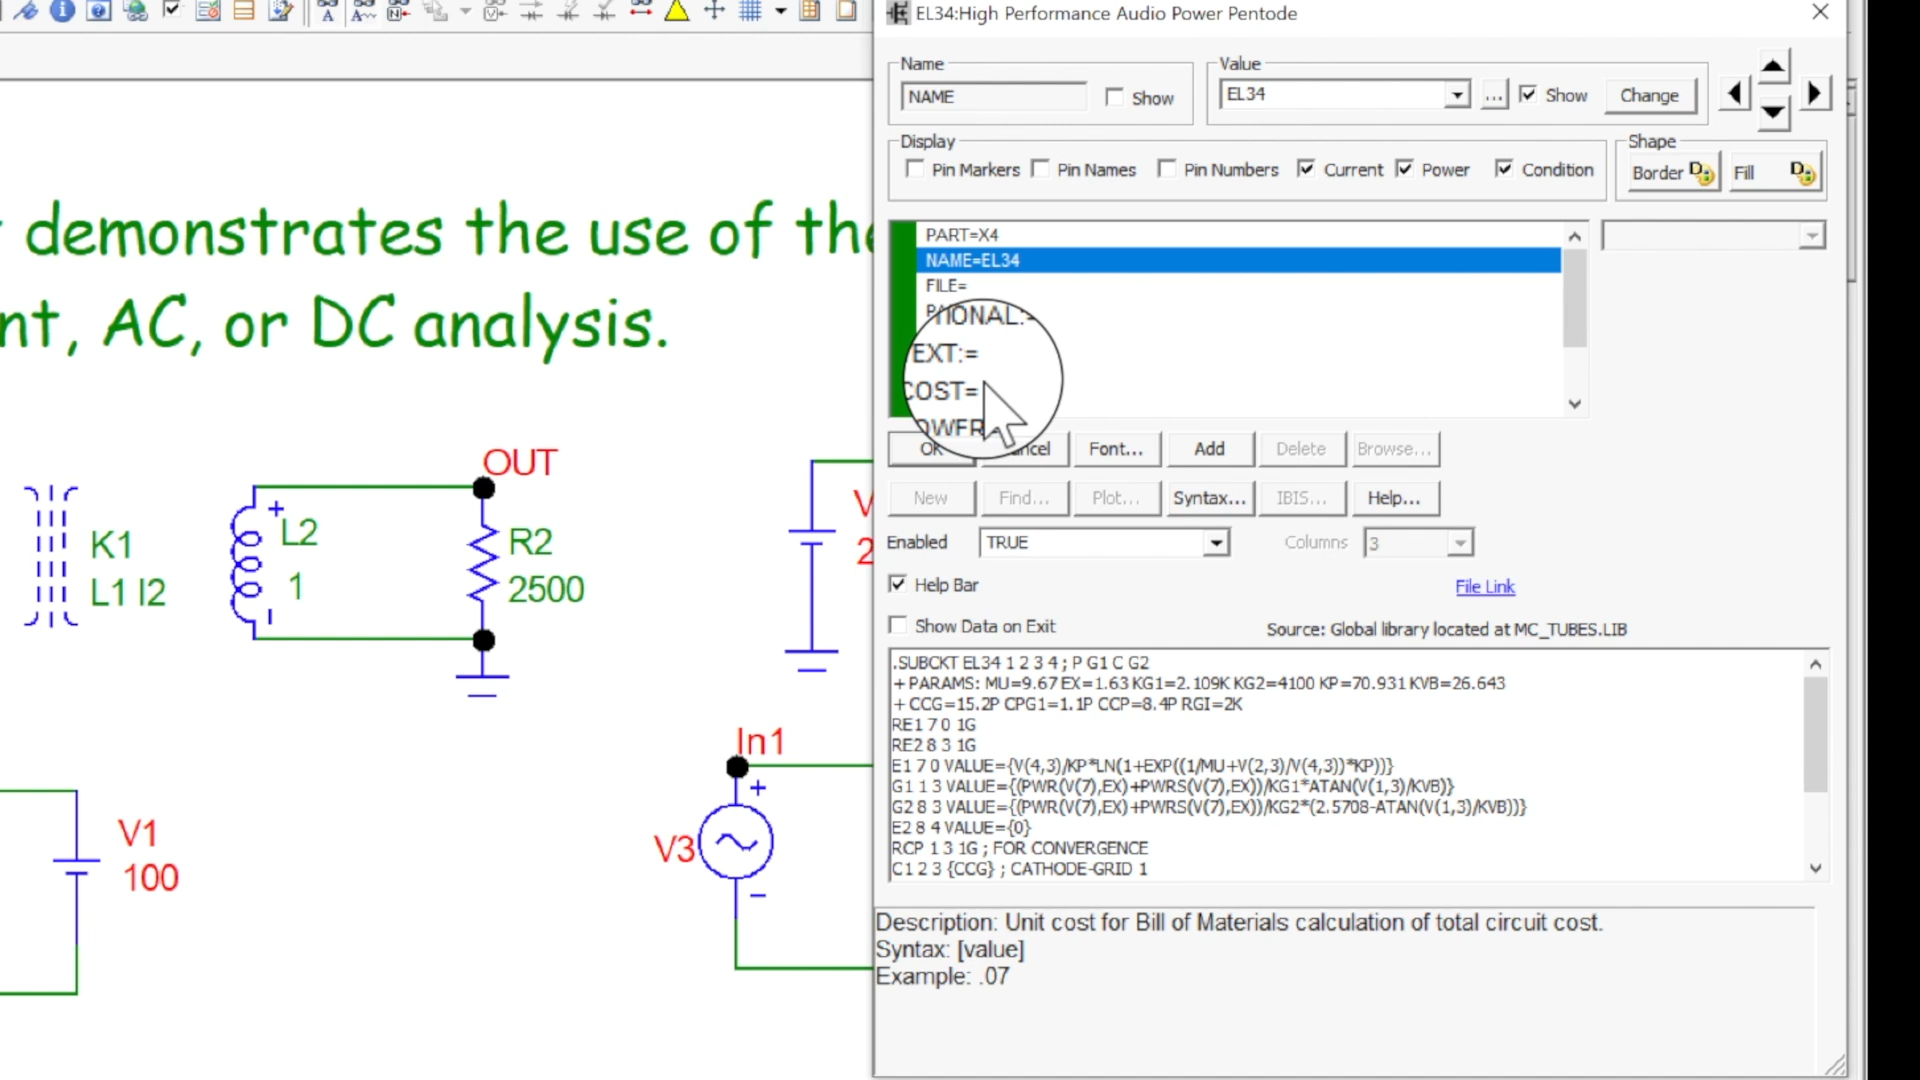 EL34:High Performance Audio Power Pentode
Name
NAME
Show
Value
EL34
...
Show
Change
Display
Pin Markers
Pin Names
Pin Numbers
Current
Power
Condition
Shape
Border
Fill
demonstrates the use of the
nt, AC, or DC analysis.
PART=X4
NAME=EL34
FILE=
TIONAL:=
EXT:=
COST=
OWER
OK
ncel
Font...
Add
Delete
Browse...
New
Find...
Plot...
Syntax...
IBIS...
Help...
Enabled
TRUE
Columns
3
Help Bar
File Link
Show Data on Exit
Source: Global library located at MC_TUBES.LIB
.SUBCKT EL34 1 2 3 4 ; P G1 C G2
+ PARAMS: MU=9.67 EX=1.63 KG1=2.109K KG2=4100 KP=70.931 KVB=26.643
+ CCG=15.2P CPG1=1.1P CCP=8.4P RGI=2K
RE1 7 0 1G
RE2 8 3 1G
E1 7 0 VALUE={V(4,3)/KP*LN(1+EXP((1/MU+V(2,3)/V(4,3))*KP))}
G1 1 3 VALUE={(PWR(V(7),EX)+PWRS(V(7),EX))/KG1*ATAN(V(1,3)/KVB)}
G2 8 3 VALUE={(PWR(V(7),EX)+PWRS(V(7),EX))/KG2*(2.5708-ATAN(V(1,3)/KVB))}
E2 8 4 VALUE={0}
RCP 1 3 1G ; FOR CONVERGENCE
C1 2 3 {CCG} ; CATHODE-GRID 1
Description: Unit cost for Bill of Materials calculation of total circuit cost.
Syntax: [value]
Example: .07
OUT
K1
L1 l2
+
L2
1
R2
2500
V
2
In1
+
V3
−
V1
100